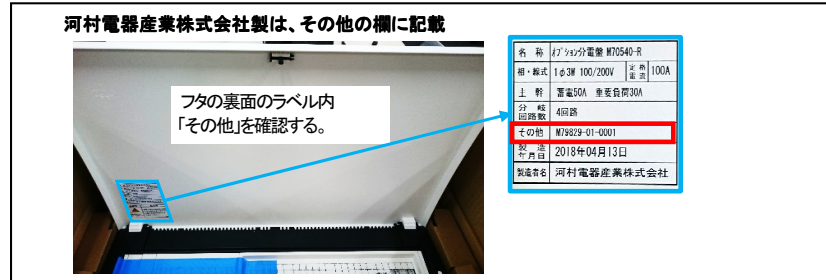 河村電器産業株式会社製は、その他の欄に記載
フタの裏面のラベル内
「その他」を確認する。
名 称 ｵﾌﾟｼｮﾝ分電盤 M70540-R
相・線式 1φ3W 100/200V 定格電流 100A
主 幹 蓄電50A 重要負荷30A
分岐回路数 4回路
その他 M79829-01-0001
製造年月日 2018年04月13日
製造者名 河村電器産業株式会社